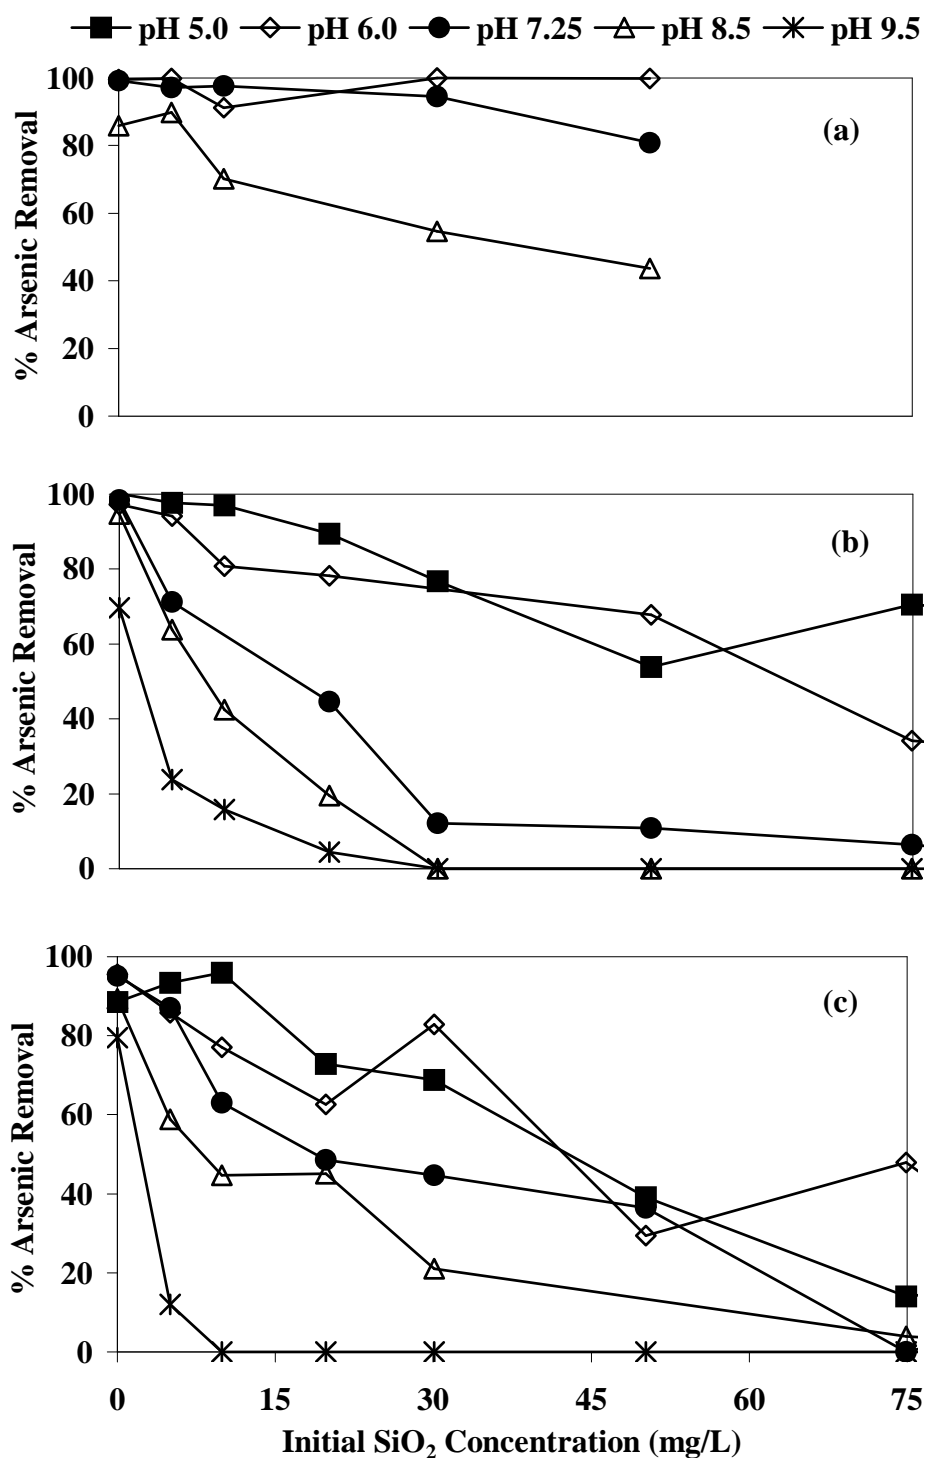 pH 5.0 pH 6.0 pH 7.25 pH 8.5 pH 9.5
100
80
60
40
20
0
% Arsenic Removal
(a)
100
80
60
40
20
0
% Arsenic Removal
(b)
100
80
60
40
20
0
% Arsenic Removal
(c)
0 15 30 45 60 75
Initial SiO₂ Concentration (mg/L)